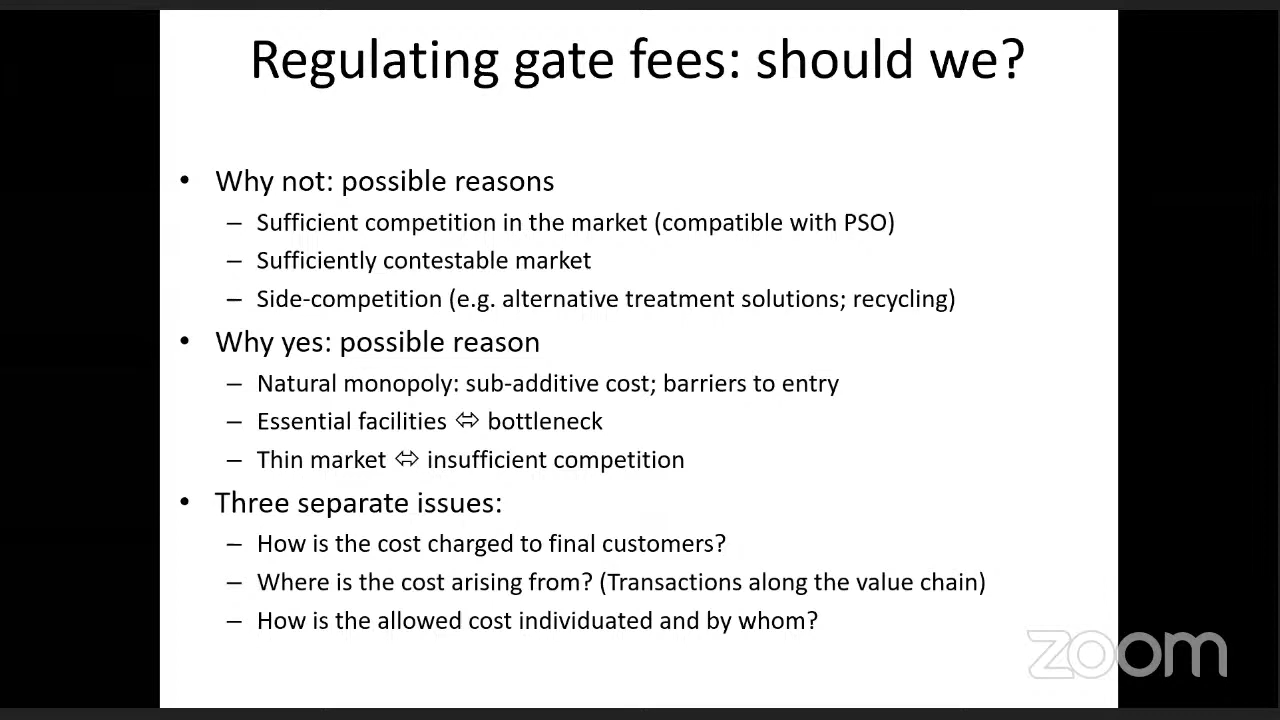 Regulating gate fees: should we?
• Why not: possible reasons
– Sufficient competition in the market (compatible with PSO)
– Sufficiently contestable market
– Side-competition (e.g. alternative treatment solutions; recycling)
• Why yes: possible reason
– Natural monopoly: sub-additive cost; barriers to entry
– Essential facilities ⇔ bottleneck
– Thin market ⇔ insufficient competition
• Three separate issues:
– How is the cost charged to final customers?
– Where is the cost arising from? (Transactions along the value chain)
– How is the allowed cost individuated and by whom?
zoom